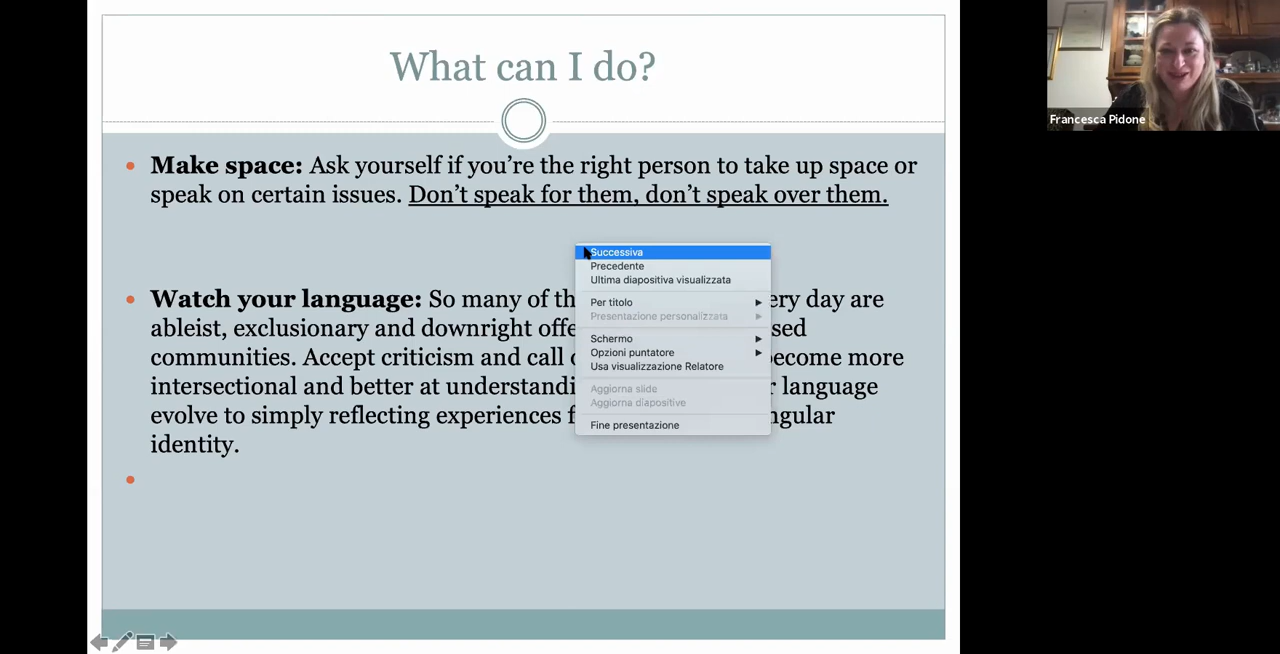 What can I do?
Francesca Pidone
Make space: Ask yourself if you're the right person to take up space or
speak on certain issues. Don't speak for them, don't speak over them.
Watch your language: So many of th
ery day are
ableist, exclusionary and downright offe
sed
communities. Accept criticism and call
ecome more
intersectional and better at understandi
language
evolve to simply reflecting experiences
ngular
identity.
Successiva
Precedente
Ultima diapositiva visualizzata
Per titolo
Presentazione personalizzata
Schermo
Opzioni puntatore
Usa visualizzazione Relatore
Aggiorna slide
Aggiorna diapositive
Fine presentazione